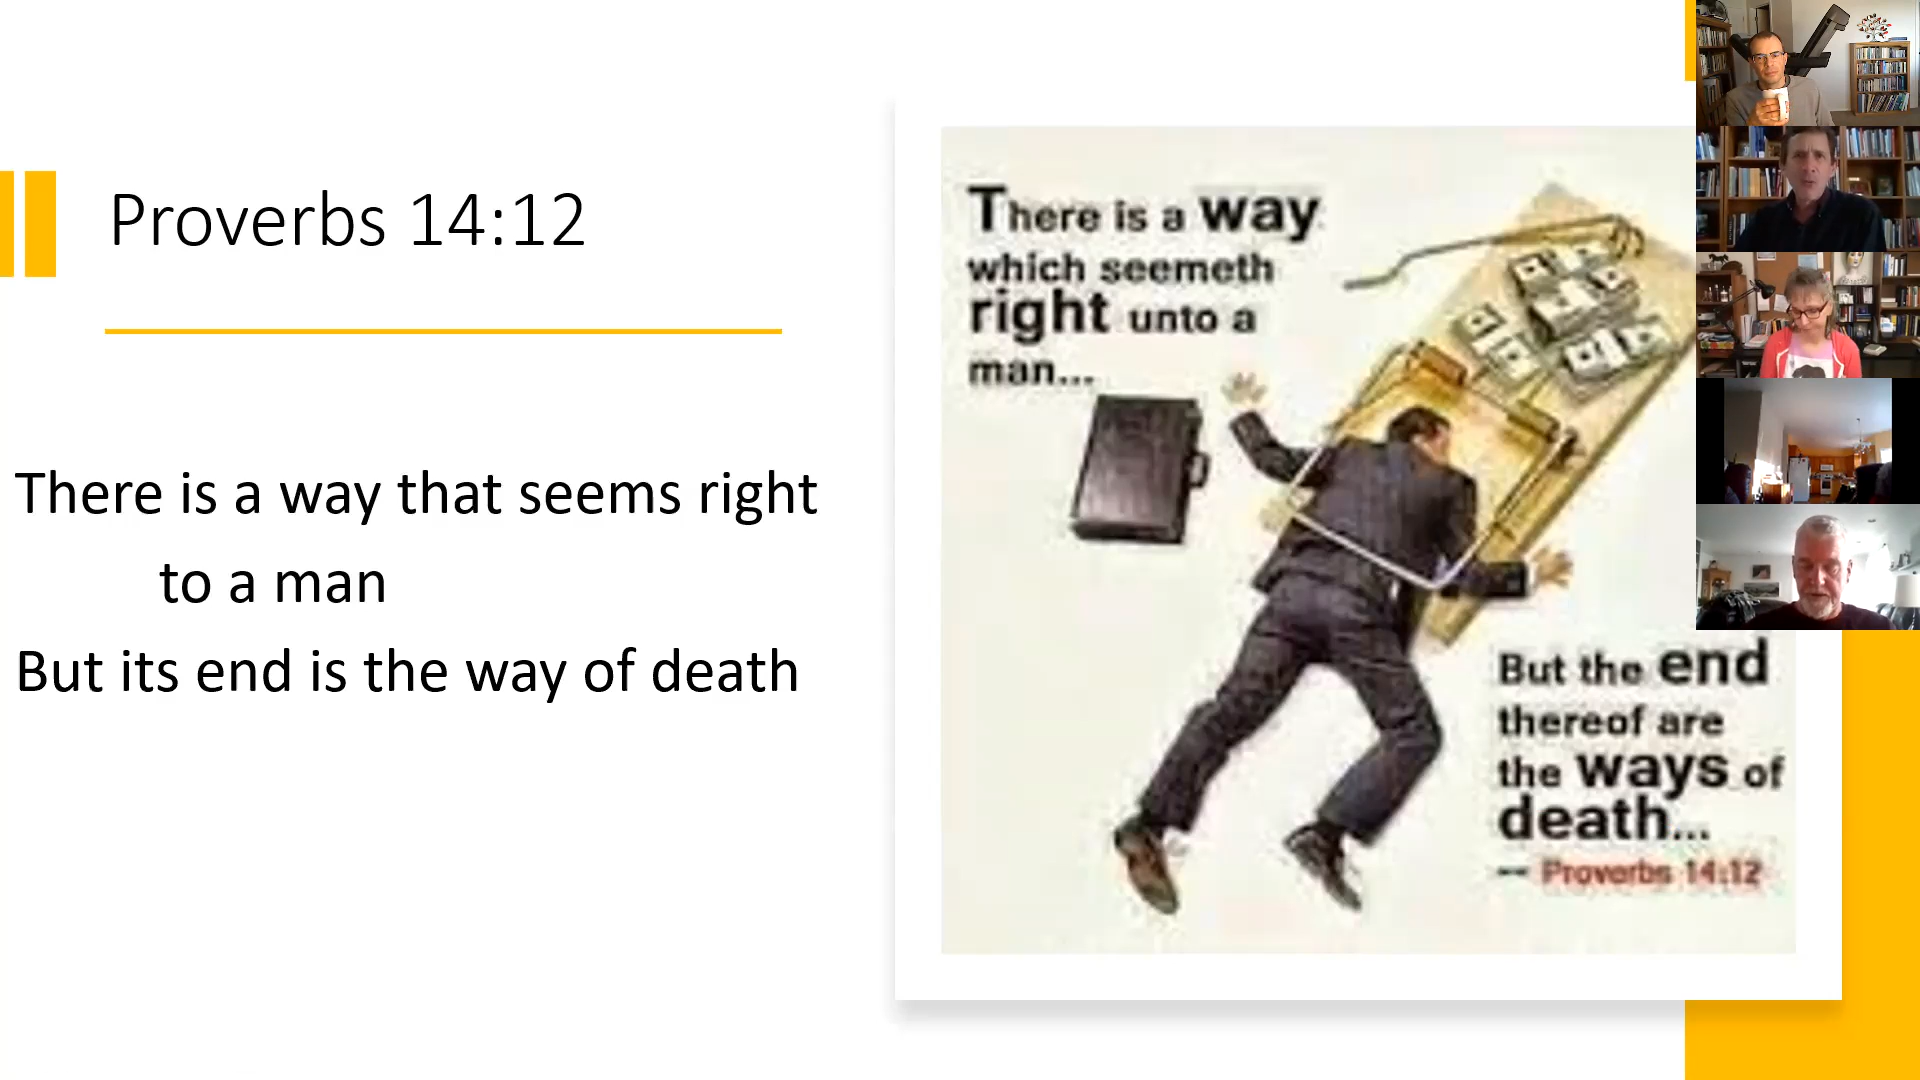 Proverbs 14:12
There is a way that seems right
to a man
But its end is the way of death
There is a way
which seemeth
right unto a
man...
But the end
thereof are
the ways of
death...
-- Proverbs 14:12